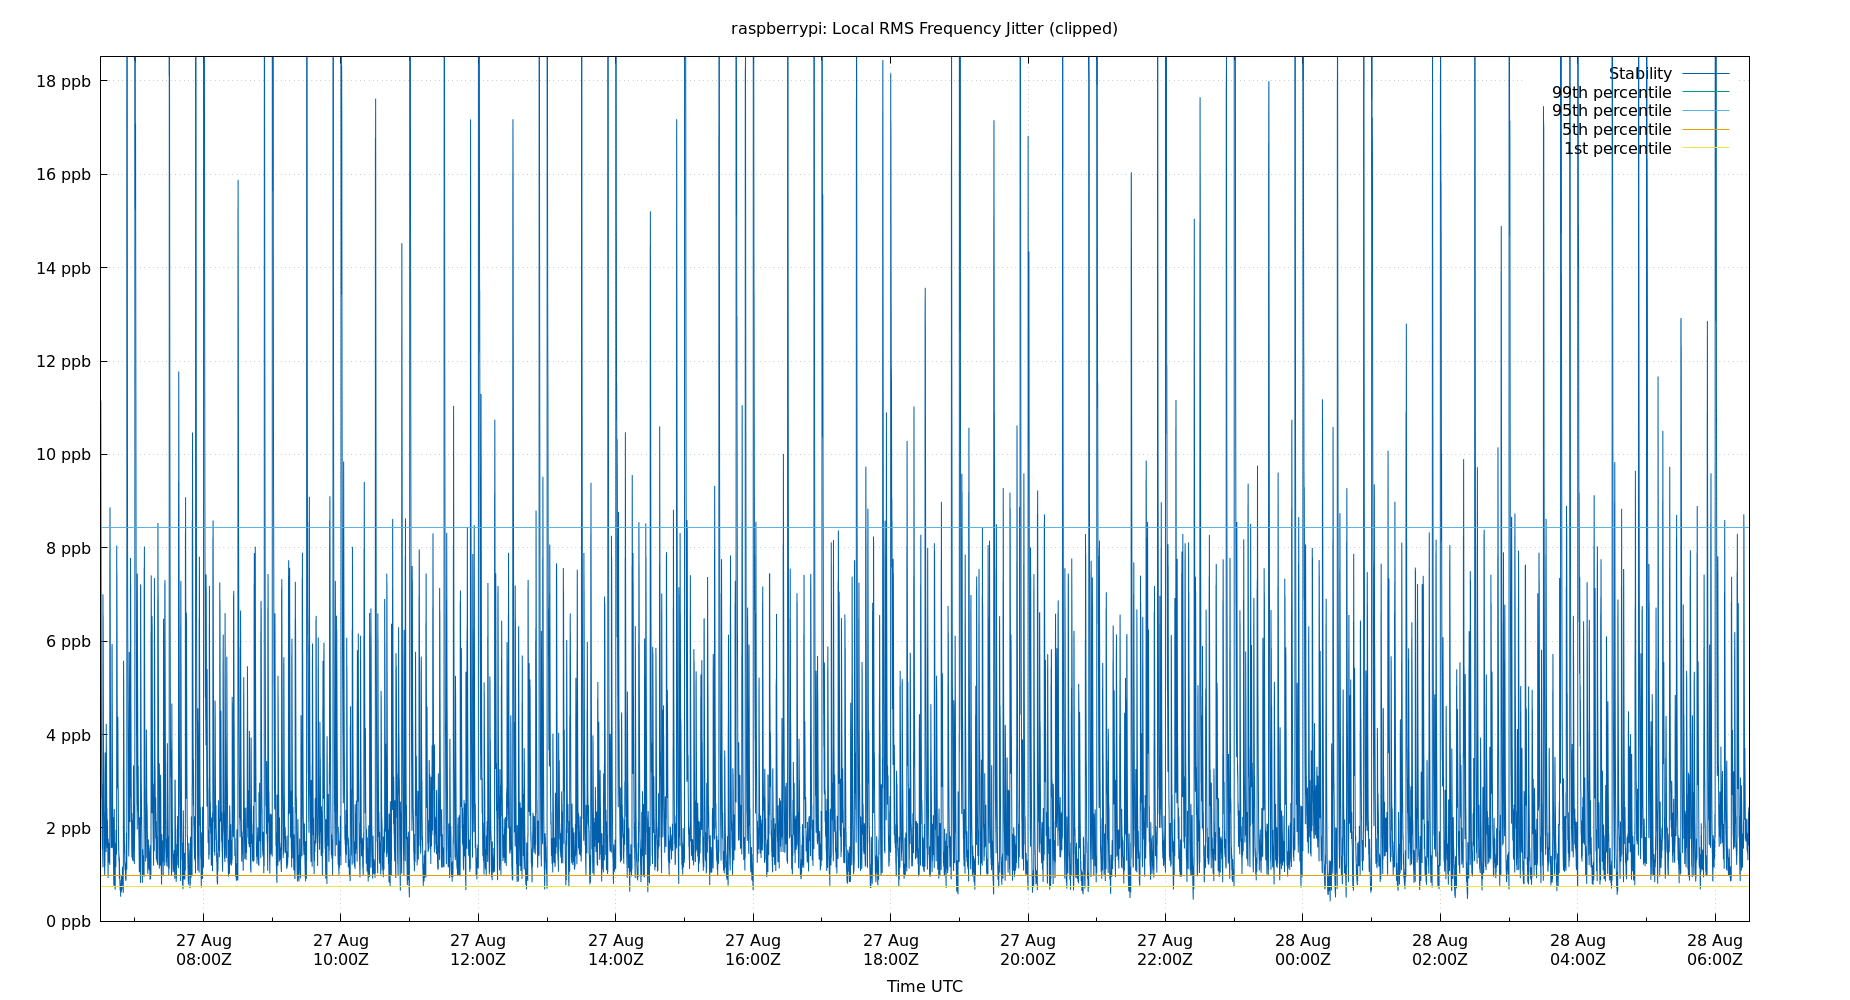 raspberrypi: Local RMS Frequency Jitter (clipped)
18 ppb
16 ppb
14 ppb
12 ppb
10 ppb
8 ppb
6 ppb
4 ppb
2 ppb
0 ppb
Stability
99th percentile
95th percentile
5th percentile
1st percentile
27 Aug 27 Aug 27 Aug 27 Aug 27 Aug 27 Aug 27 Aug 27 Aug 28 Aug 28 Aug 28 Aug 28 Aug
08:00Z 10:00Z 12:00Z 14:00Z 16:00Z 18:00Z 20:00Z 22:00Z 00:00Z 02:00Z 04:00Z 06:00Z
Time UTC